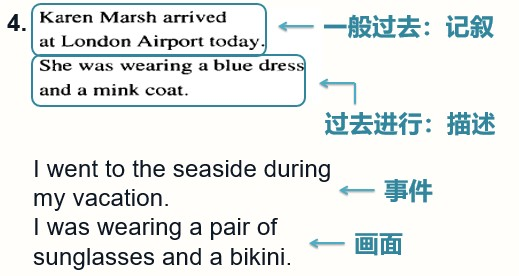 4. Karen Marsh arrived
at London Airport today.
一般过去：记叙
She was wearing a blue dress
and a mink coat.
过去进行：描述
I went to the seaside during
my vacation.
事件
I was wearing a pair of
sunglasses and a bikini.
画面